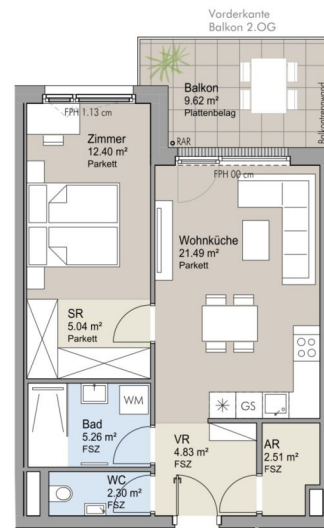 Vorderkante
Balkon 2.OG
Balkon
9.62 m²
Plattenbelag
Balkontrennwand
RAR
FPH 1.13 cm
FPH 00 cm
Zimmer
12.40 m²
Parkett
Wohnküche
21.49 m²
Parkett
SR
5.04 m²
Parkett
WM
Bad
5.26 m²
FSZ
GS
VR
4.83 m²
FSZ
AR
2.51 m²
FSZ
WC
2.30 m²
FSZ